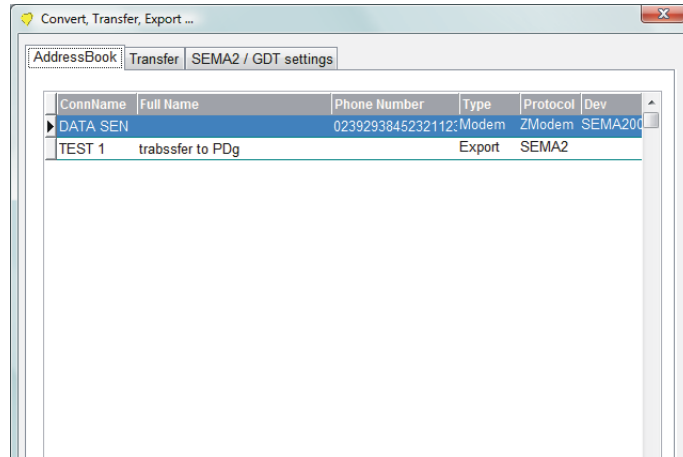 Convert, Transfer, Export ...
AddressBook Transfer SEMA2 / GDT settings
ConnName Full Name Phone Number Type Protocol Dev
DATA SEN 02392938452321123 Modem ZModem SEMA200
TEST 1 trabssfer to PDg Export SEMA2